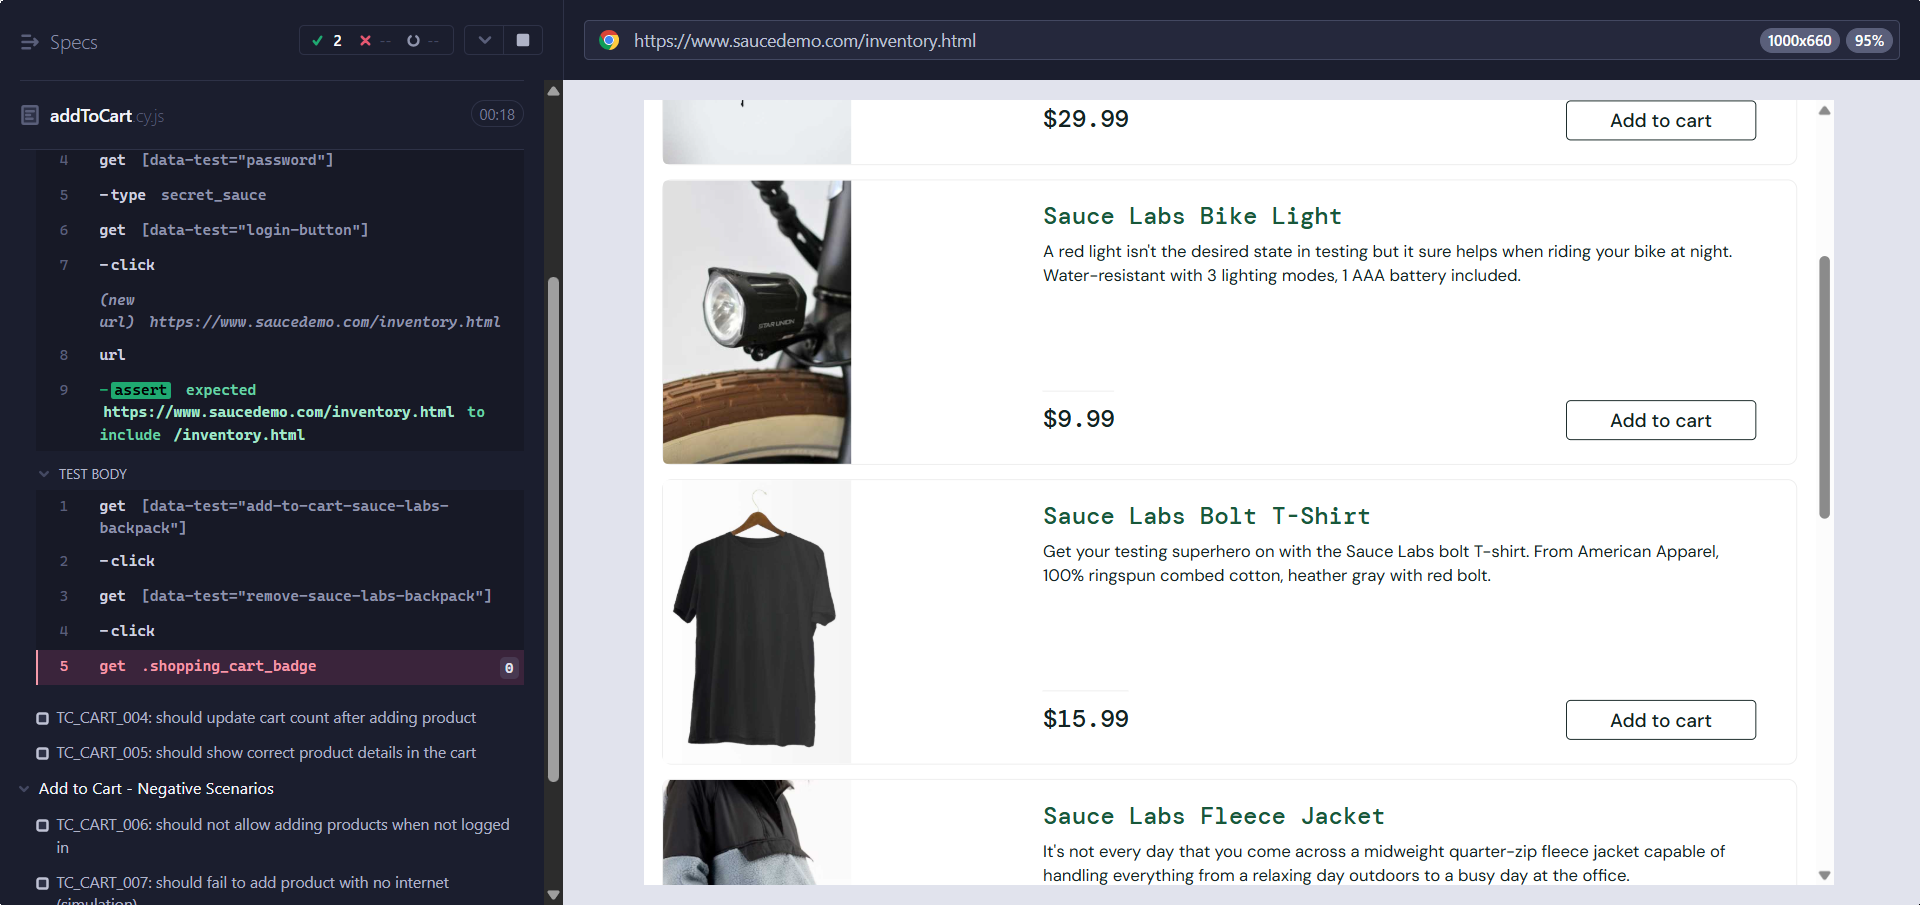 Specs
2 -- --
addToCart.cy.js 00:18
4 get [data-test="password"]
5 -type secret_sauce
6 get [data-test="login-button"]
7 -click
(new
url) https://www.saucedemo.com/inventory.html
8 url
9 -assert expected
https://www.saucedemo.com/inventory.html to
include /inventory.html
TEST BODY
1 get [data-test="add-to-cart-sauce-labs-
backpack"]
2 -click
3 get [data-test="remove-sauce-labs-backpack"]
4 -click
5 get .shopping_cart_badge 0
TC_CART_004: should update cart count after adding product
TC_CART_005: should show correct product details in the cart
Add to Cart - Negative Scenarios
TC_CART_006: should not allow adding products when not logged
in
TC_CART_007: should fail to add product with no internet
(simulation)
https://www.saucedemo.com/inventory.html 1000x660 95%
$29.99 Add to cart
STAR UNION
Sauce Labs Bike Light
A red light isn't the desired state in testing but it sure helps when riding your bike at night.
Water-resistant with 3 lighting modes, 1 AAA battery included.
$9.99 Add to cart
Sauce Labs Bolt T-Shirt
Get your testing superhero on with the Sauce Labs bolt T-shirt. From American Apparel,
100% ringspun combed cotton, heather gray with red bolt.
$15.99 Add to cart
Sauce Labs Fleece Jacket
It's not every day that you come across a midweight quarter-zip fleece jacket capable of
handling everything from a relaxing day outdoors to a busy day at the office.